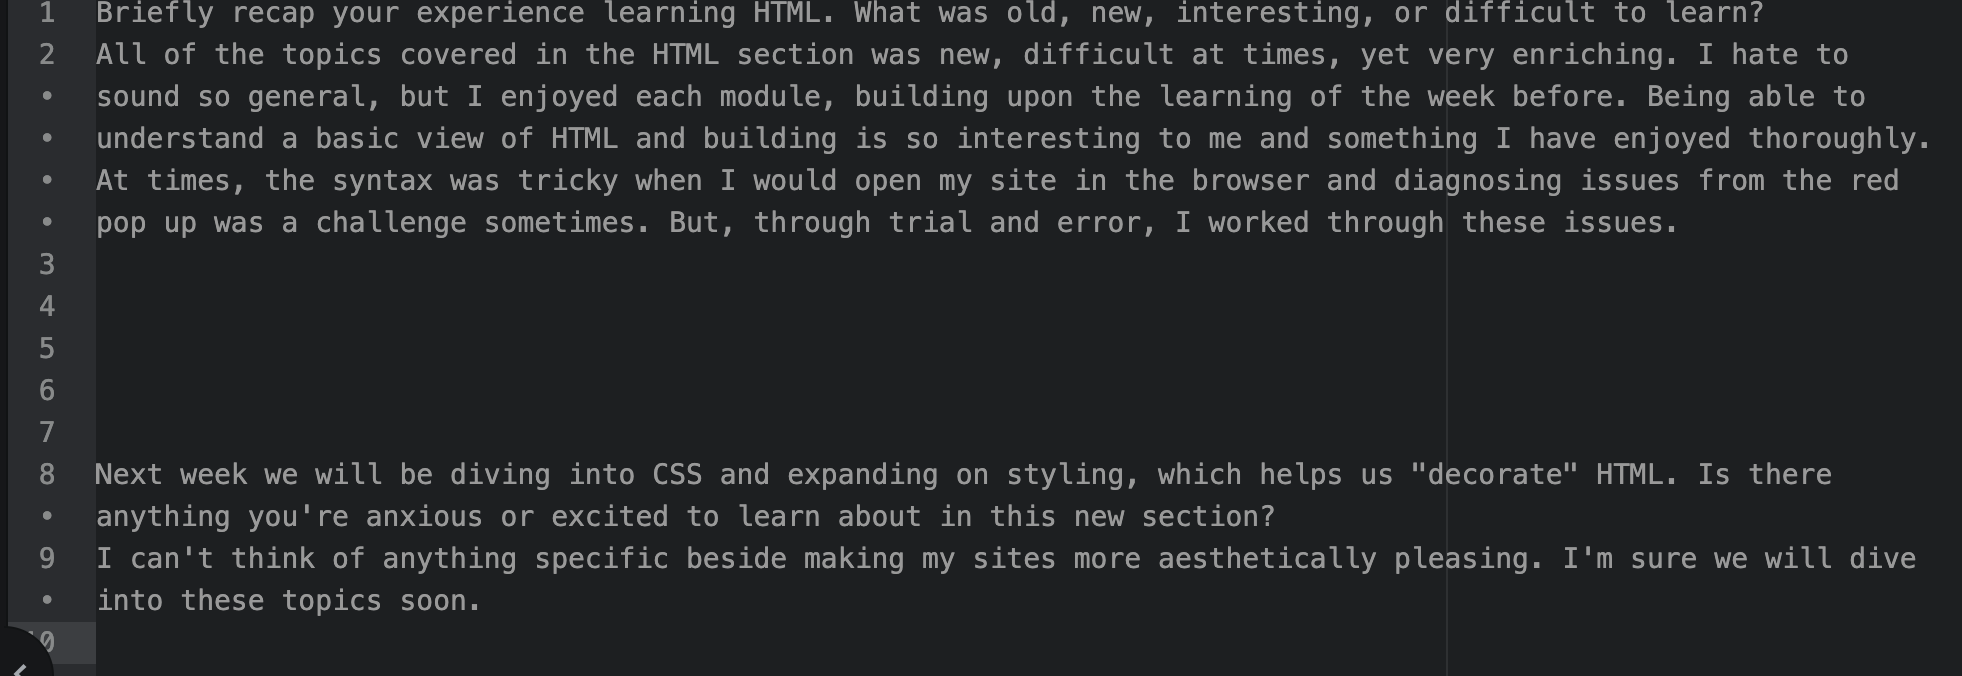 1 Briefly recap your experience learning HTML. What was old, new, interesting, or difficult to learn?
2 All of the topics covered in the HTML section was new, difficult at times, yet very enriching. I hate to
• sound so general, but I enjoyed each module, building upon the learning of the week before. Being able to
• understand a basic view of HTML and building is so interesting to me and something I have enjoyed thoroughly.
• At times, the syntax was tricky when I would open my site in the browser and diagnosing issues from the red
• pop up was a challenge sometimes. But, through trial and error, I worked through these issues.
3
4
5
6
7
8 Next week we will be diving into CSS and expanding on styling, which helps us "decorate" HTML. Is there
• anything you're anxious or excited to learn about in this new section?
9 I can't think of anything specific beside making my sites more aesthetically pleasing. I'm sure we will dive
• into these topics soon.
10